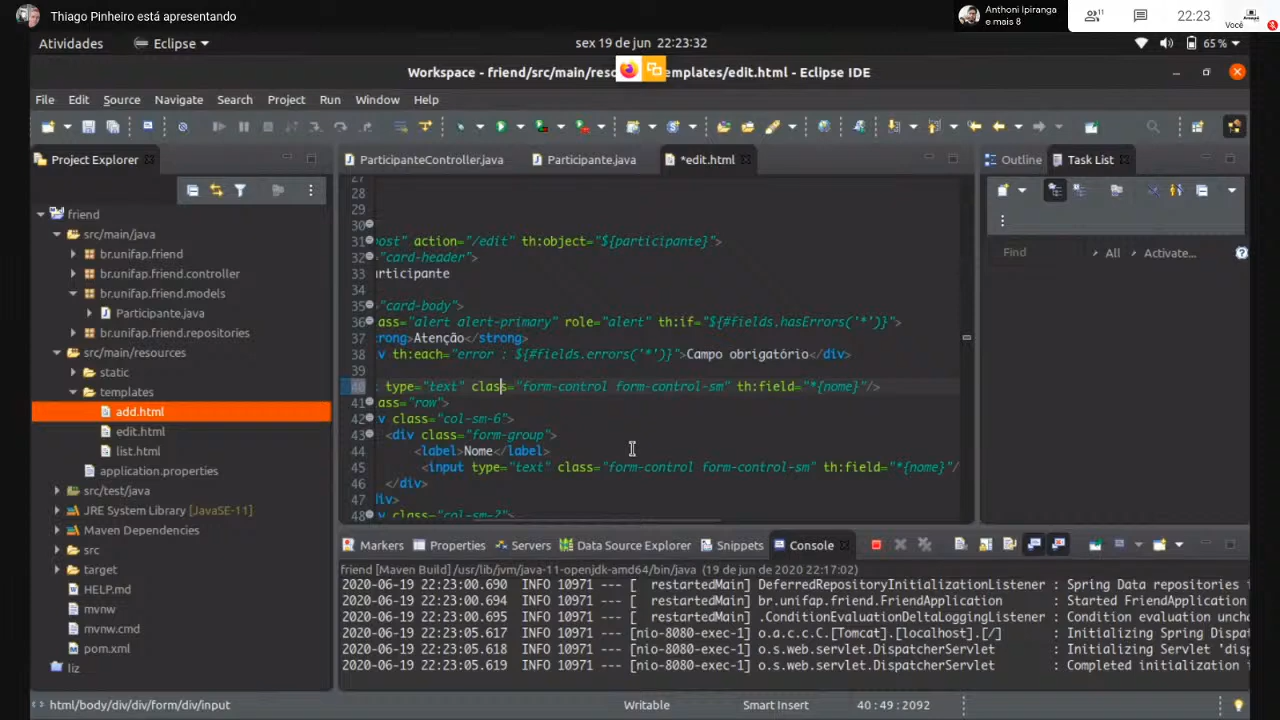 Thiago Pinheiro está apresentando
Anthoni Ipiranga
e mais 8
11
22:23
Você
Atividades
Eclipse
sex 19 de jun 22:23:32
65 %
Workspace - friend/src/main/reso emplates/edit.html - Eclipse IDE
File Edit Source Navigate Search Project Run Window Help
Project Explorer
ParticipanteController.java
Participante.java
*edit.html
Outline
Task List
friend
src/main/java
br.unifap.friend
br.unifap.friend.controller
br.unifap.friend.models
Participante.java
br.unifap.friend.repositories
src/main/resources
static
templates
add.html
edit.html
list.html
application.properties
src/test/java
JRE System Library [JavaSE-11]
Maven Dependencies
src
target
HELP.md
mvnw
mvnw.cmd
pom.xml
liz
27
28
29
30
31 post" action="/edit" th:object="${participante}">
32 "card-header">
33 articipante
34
35 "card-body">
36 ass="alert alert-primary" role="alert" th:if="${#fields.hasErrors('*')}">
37 rong>Atenção</strong>
38 v th:each="error : ${#fields.errors('*')}">Campo obrigatório</div>
39
40 type="text" class="form-control form-control-sm" th:field="*{nome}"/>
41 ass="row">
42 v class="col-sm-6">
43 <div class="form-group">
44 <label>Nome</label>
45 <input type="text" class="form-control form-control-sm" th:field="*{nome}"/
46 </div>
47 div>
48 v class="col-sm-2">
Find
All
Activate...
Markers Properties Servers Data Source Explorer Snippets Console
friend [Maven Build] /usr/lib/jvm/java-11-openjdk-amd64/bin/java (19 de jun de 2020 22:17:02)
2020-06-19 22:23:00.690 INFO 10971 --- [ restartedMain] DeferredRepositoryInitializationListener : Spring Data repositories i
2020-06-19 22:23:00.694 INFO 10971 --- [ restartedMain] br.unifap.friend.FriendApplication : Started FriendApplication
2020-06-19 22:23:00.695 INFO 10971 --- [ restartedMain] .ConditionEvaluationDeltaLoggingListener : Condition evaluation uncha
2020-06-19 22:23:05.617 INFO 10971 --- [nio-8080-exec-1] o.a.c.c.C.[Tomcat].[localhost].[/] : Initializing Spring Dispat
2020-06-19 22:23:05.618 INFO 10971 --- [nio-8080-exec-1] o.s.web.servlet.DispatcherServlet : Initializing Servlet 'disp
2020-06-19 22:23:05.619 INFO 10971 --- [nio-8080-exec-1] o.s.web.servlet.DispatcherServlet : Completed initialization i
html/body/div/div/form/div/input
Writable
Smart Insert
40 : 49 : 2092